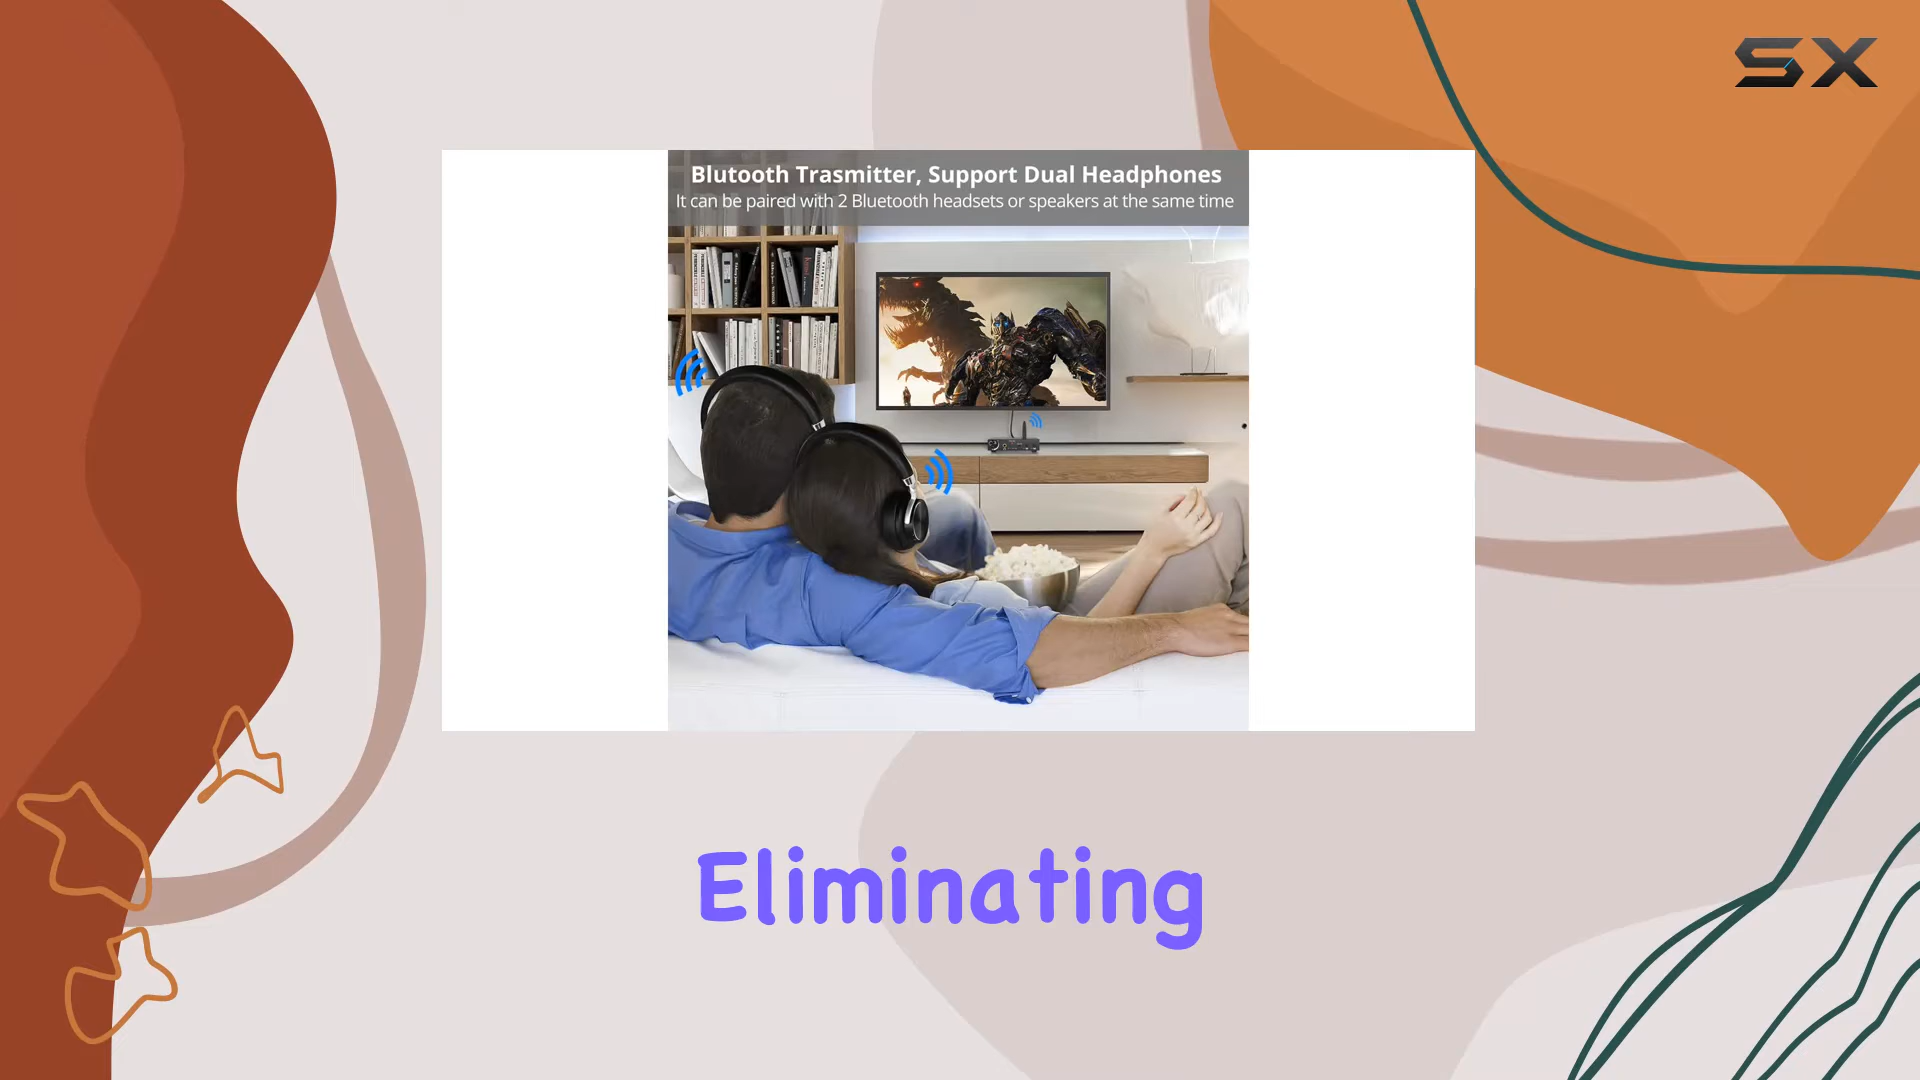 SX
Blutooth Trasmitter, Support Dual Headphones
It can be paired with 2 Bluetooth headsets or speakers at the same time
Eliminating